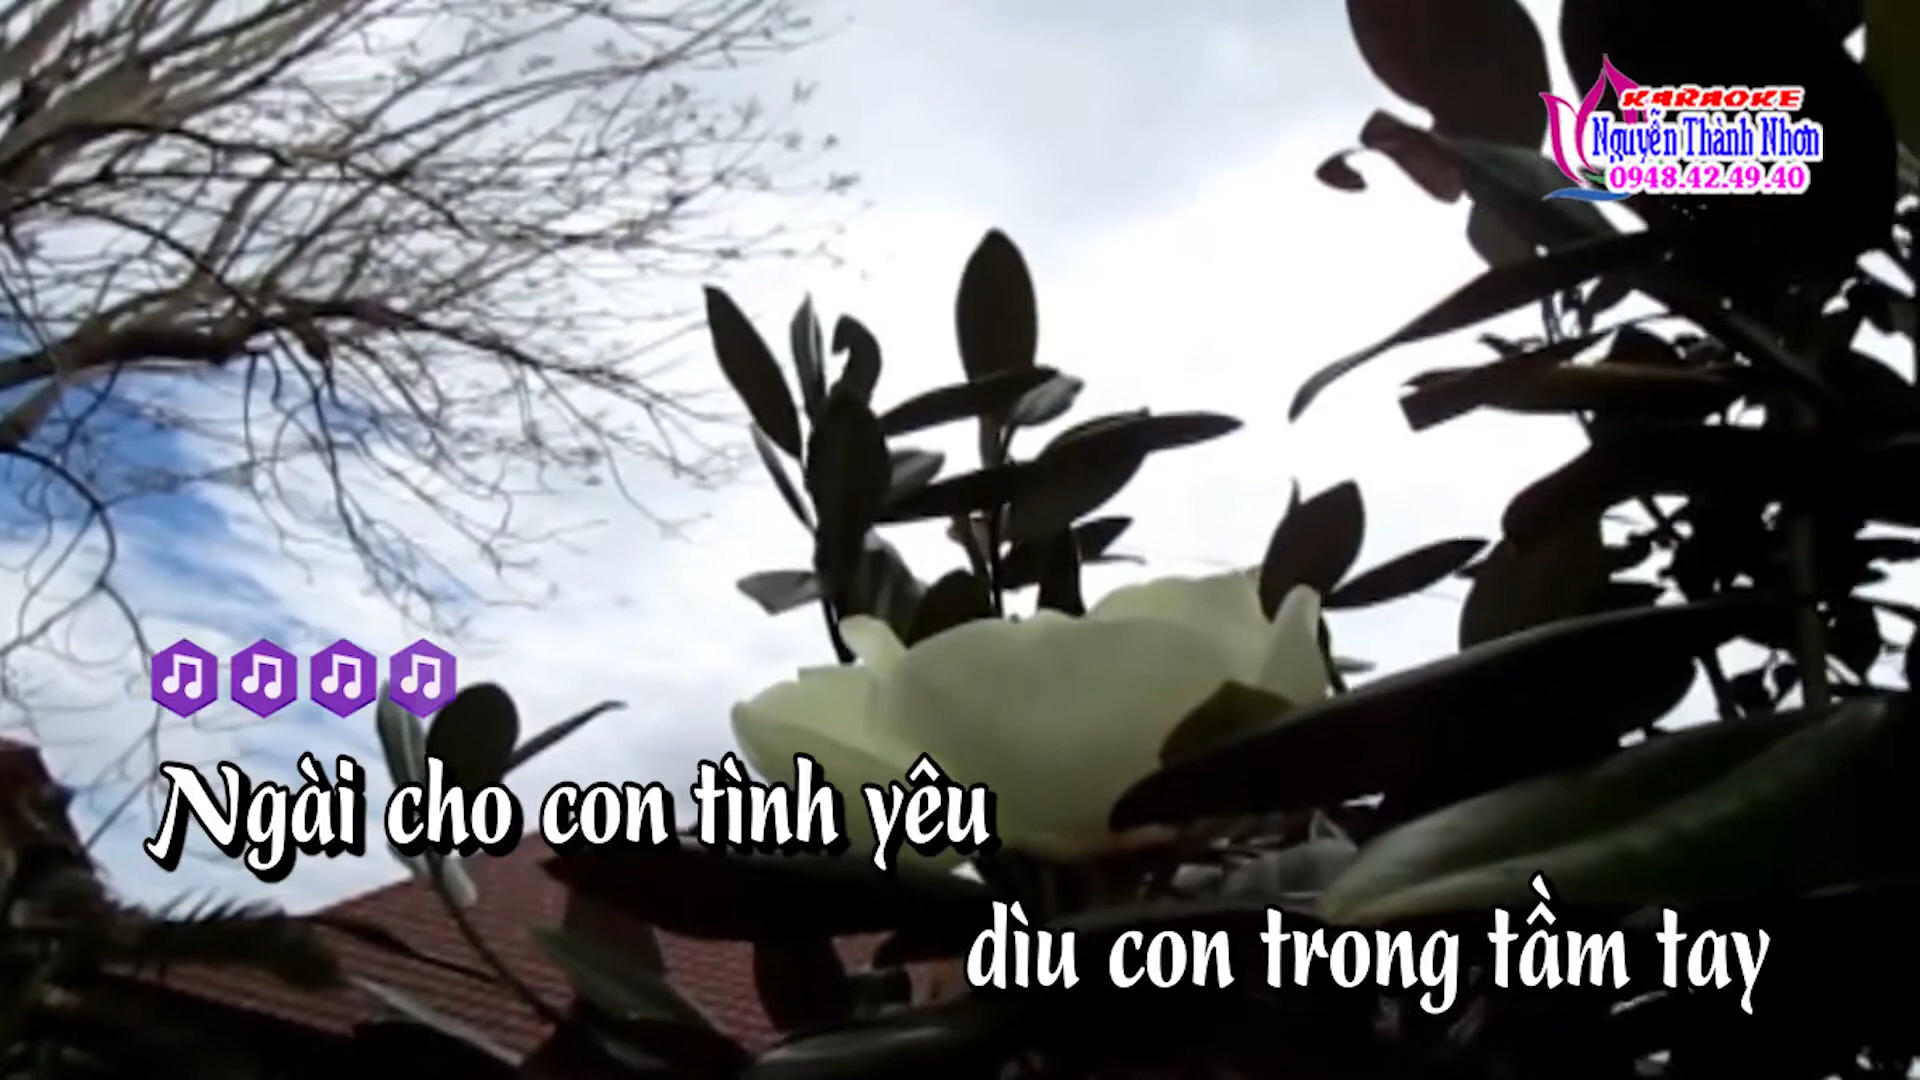 KARAOKE
Nguyễn Thành Nhơn
0948.42.49.40
Ngài cho con tình yêu
dìu con trong tầm tay